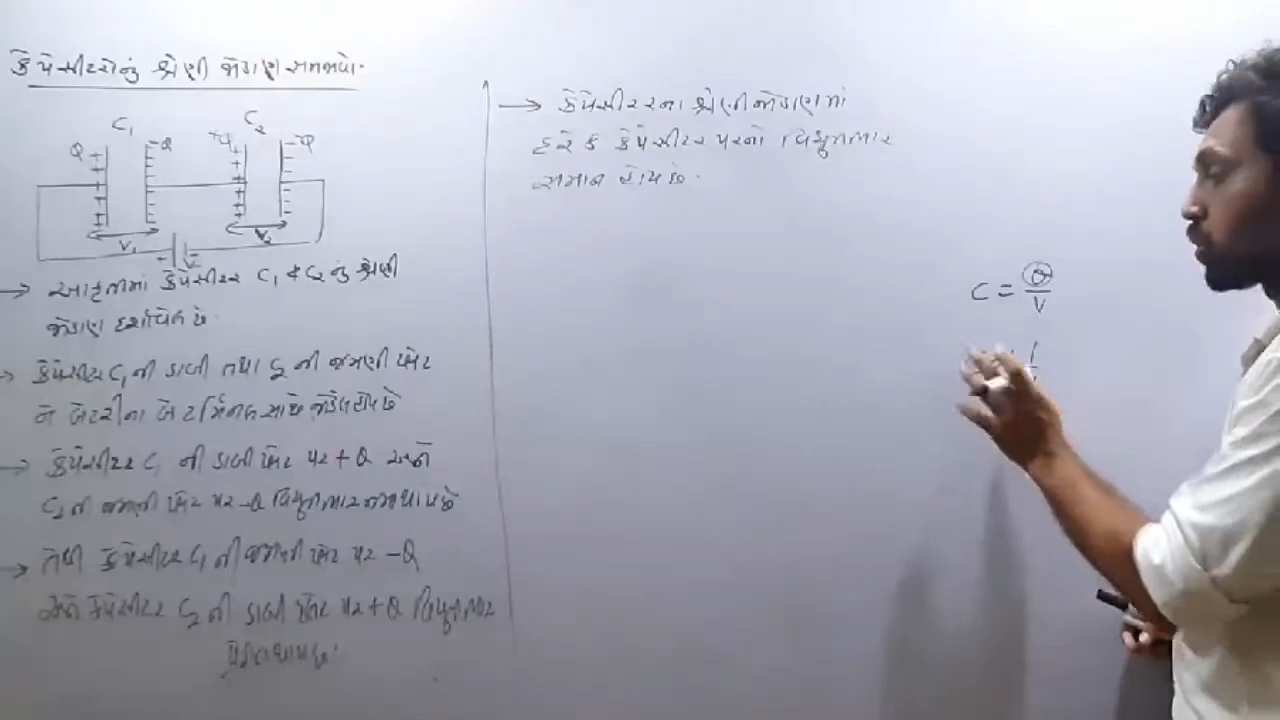 કેપેસીટરોનું શ્રેણી જોડાણ સમજાવો.
C₁ C₂
Q -Q +Q -Q
V₁ V₂
V
→ આકૃતિમાં કેપેસીટર C₁ & C₂ નું શ્રેણી
જોડાણ દર્શાવેલ છે.
→ કેપેસીટર C₁ ની ડાબી તથા C₂ ની જમણી પ્લેટ
ને બેટરીના બે ટર્મિનલ સાથે જોડેલ હોય છે
→ કેપેસીટર C₁ ની ડાબી પ્લેટ પર +Q અને
C₂ ની જમણી પ્લેટ પર -Q વિદ્યુતભાર જમા થાય છે
→ તેથી કેપેસીટર C₁ ની જમણી પ્લેટ પર -Q
અને કેપેસીટર C₂ ની ડાબી પ્લેટ પર +Q વિદ્યુતભાર
પ્રેરિત થાય છે.
→ કેપેસીટરના શ્રેણી જોડાણમાં
દરેક કેપેસીટર પરનો વિદ્યુતભાર
સમાન હોય છે.
C = Q/V